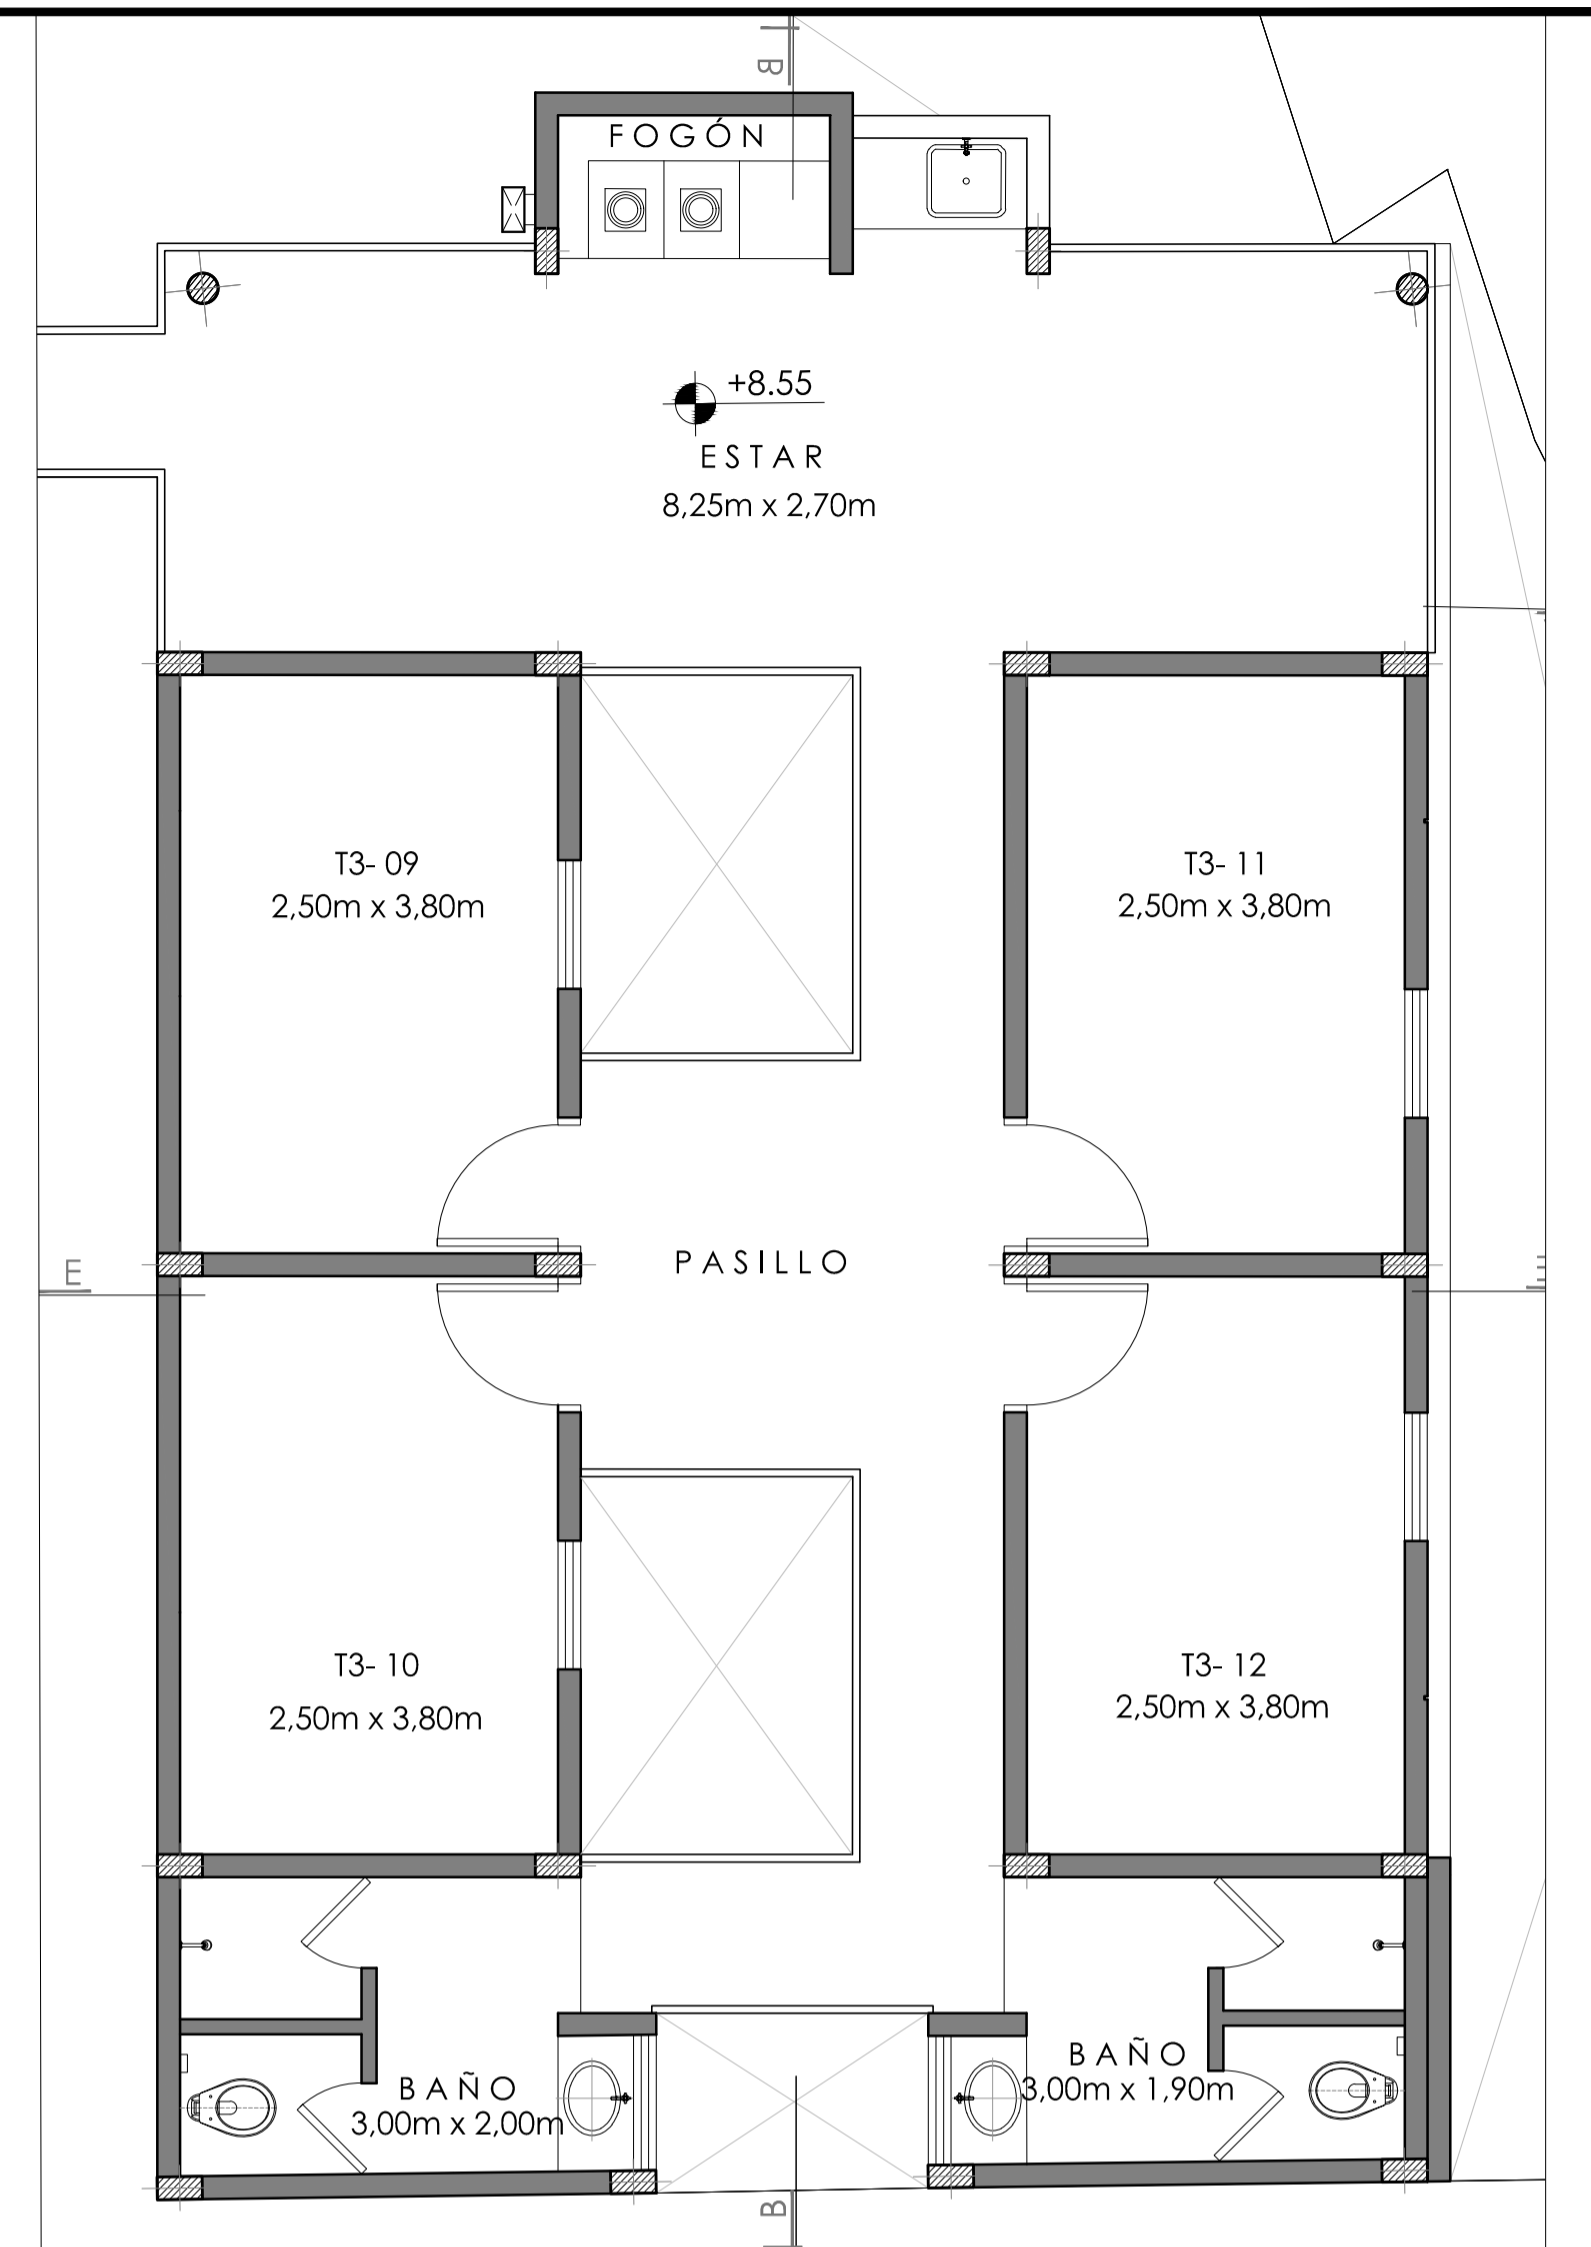 B
FOGÓN
+8.55
ESTAR
8,25m x 2,70m
T3- 09
2,50m x 3,80m
T3- 11
2,50m x 3,80m
E
PASILLO
E
T3- 10
2,50m x 3,80m
T3- 12
2,50m x 3,80m
BAÑO
3,00m x 2,00m
BAÑO
3,00m x 1,90m
B